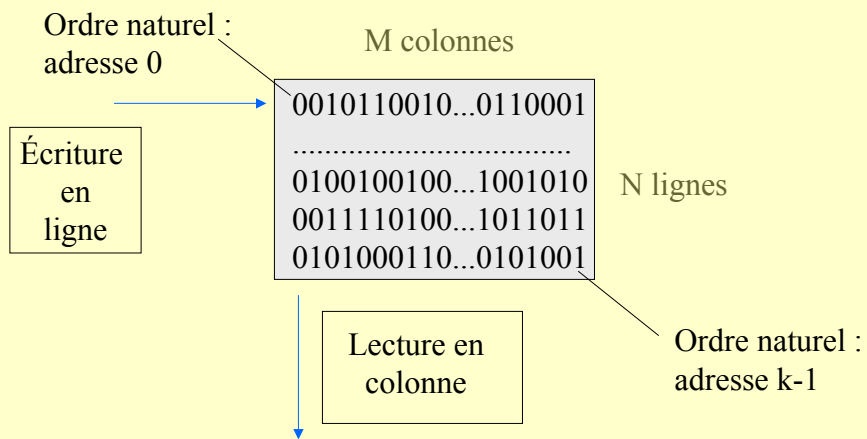 Ordre naturel :
adresse 0
M colonnes
0010110010...0110001
...................................
0100100100...1001010
0011110100...1011011
0101000110...0101001
Écriture
en
ligne
N lignes
Lecture en
colonne
Ordre naturel :
adresse k-1